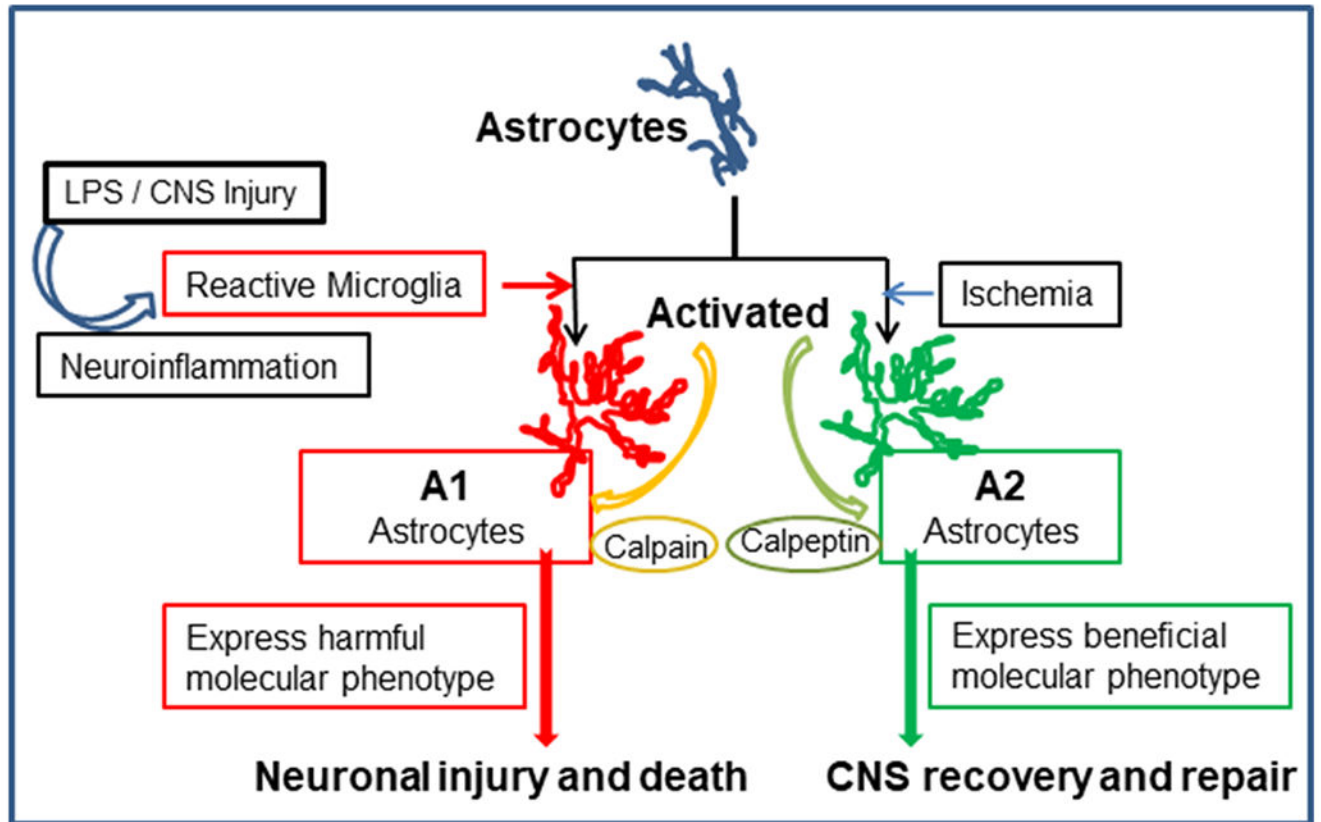 Astrocytes
LPS / CNS Injury
Reactive Microglia
Neuroinflammation
Activated
Ischemia
A1
Astrocytes
Calpain
Calpeptin
A2
Astrocytes
Express harmful
molecular phenotype
Express beneficial
molecular phenotype
Neuronal injury and death
CNS recovery and repair